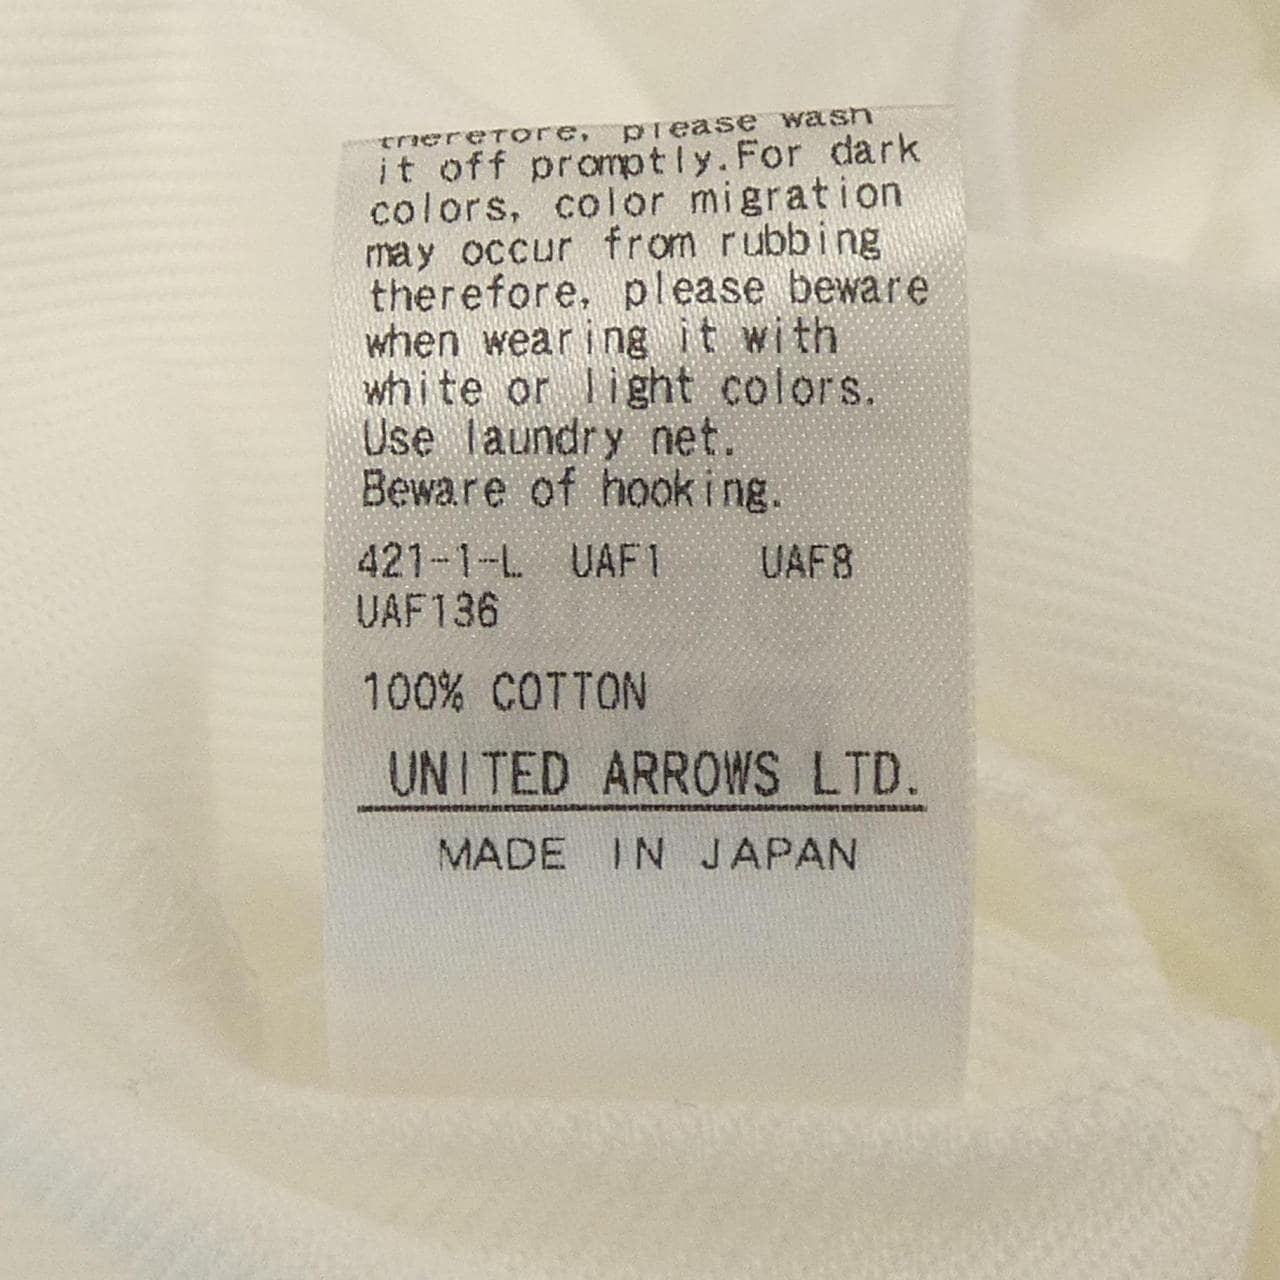 therefore, please wash
it off promptly.For dark
colors, color migration
may occur from rubbing
therefore, please beware
when wearing it with
white or light colors.
Use laundry net.
Beware of hooking.
421-1-L UAF1 UAF8
UAF136
100% COTTON
UNITED ARROWS LTD.
MADE IN JAPAN